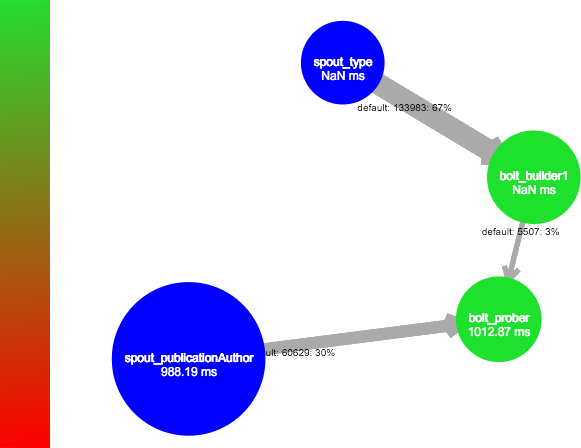 spout_type
NaN ms
default: 133983: 67%
bolt_builder1
NaN ms
default: 5507: 3%
bolt_prober
1012.87 ms
ult: 60629: 30%
spout_publicationAuthor
988.19 ms